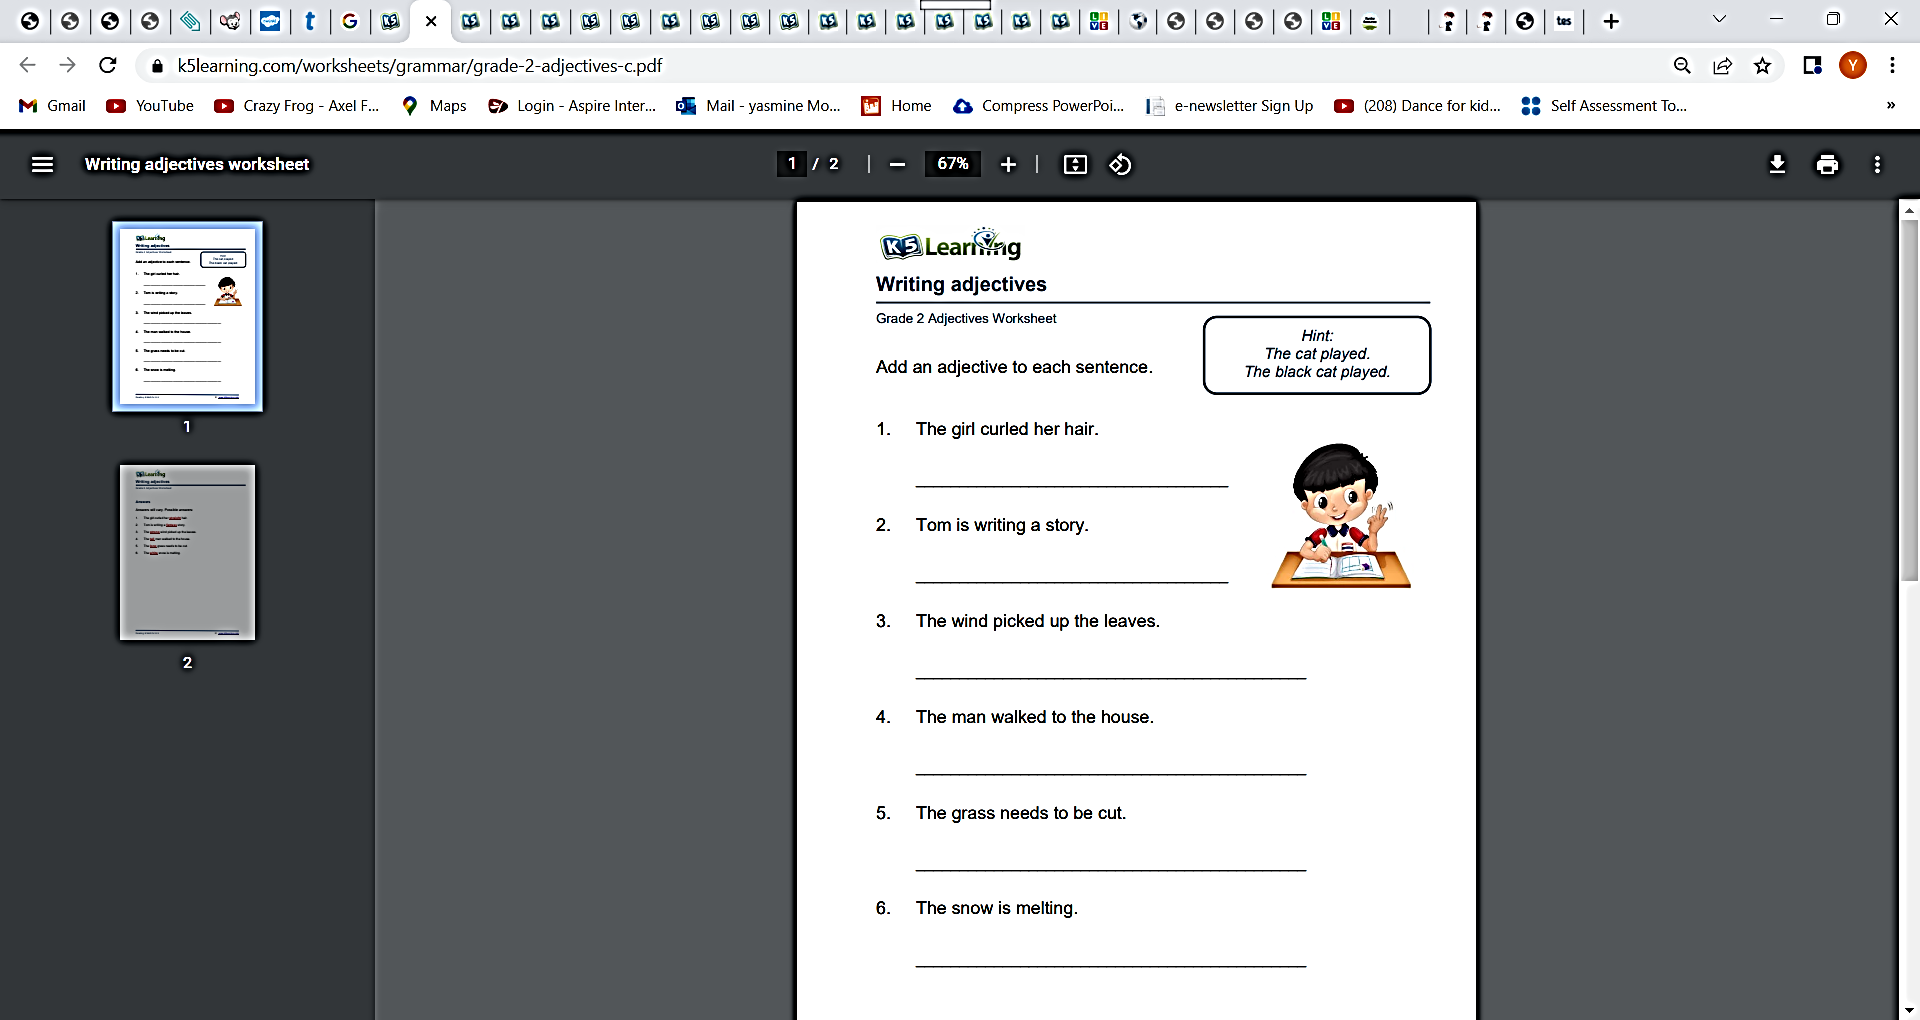 k5learning.com/worksheets/grammar/grade-2-adjectives-c.pdf
Y
Gmail
YouTube
Crazy Frog - Axel F...
Maps
Login - Aspire Inter...
Mail - yasmine Mo...
Home
Compress PowerPoi...
e-newsletter Sign Up
(208) Dance for kid...
Self Assessment To...
»
Writing adjectives worksheet
1 / 2
67%
1
2
K5 Learning
Writing adjectives
Grade 2 Adjectives Worksheet
Hint:
The cat played.
The black cat played.
Add an adjective to each sentence.
1. The girl curled her hair.
2. Tom is writing a story.
3. The wind picked up the leaves.
4. The man walked to the house.
5. The grass needs to be cut.
6. The snow is melting.